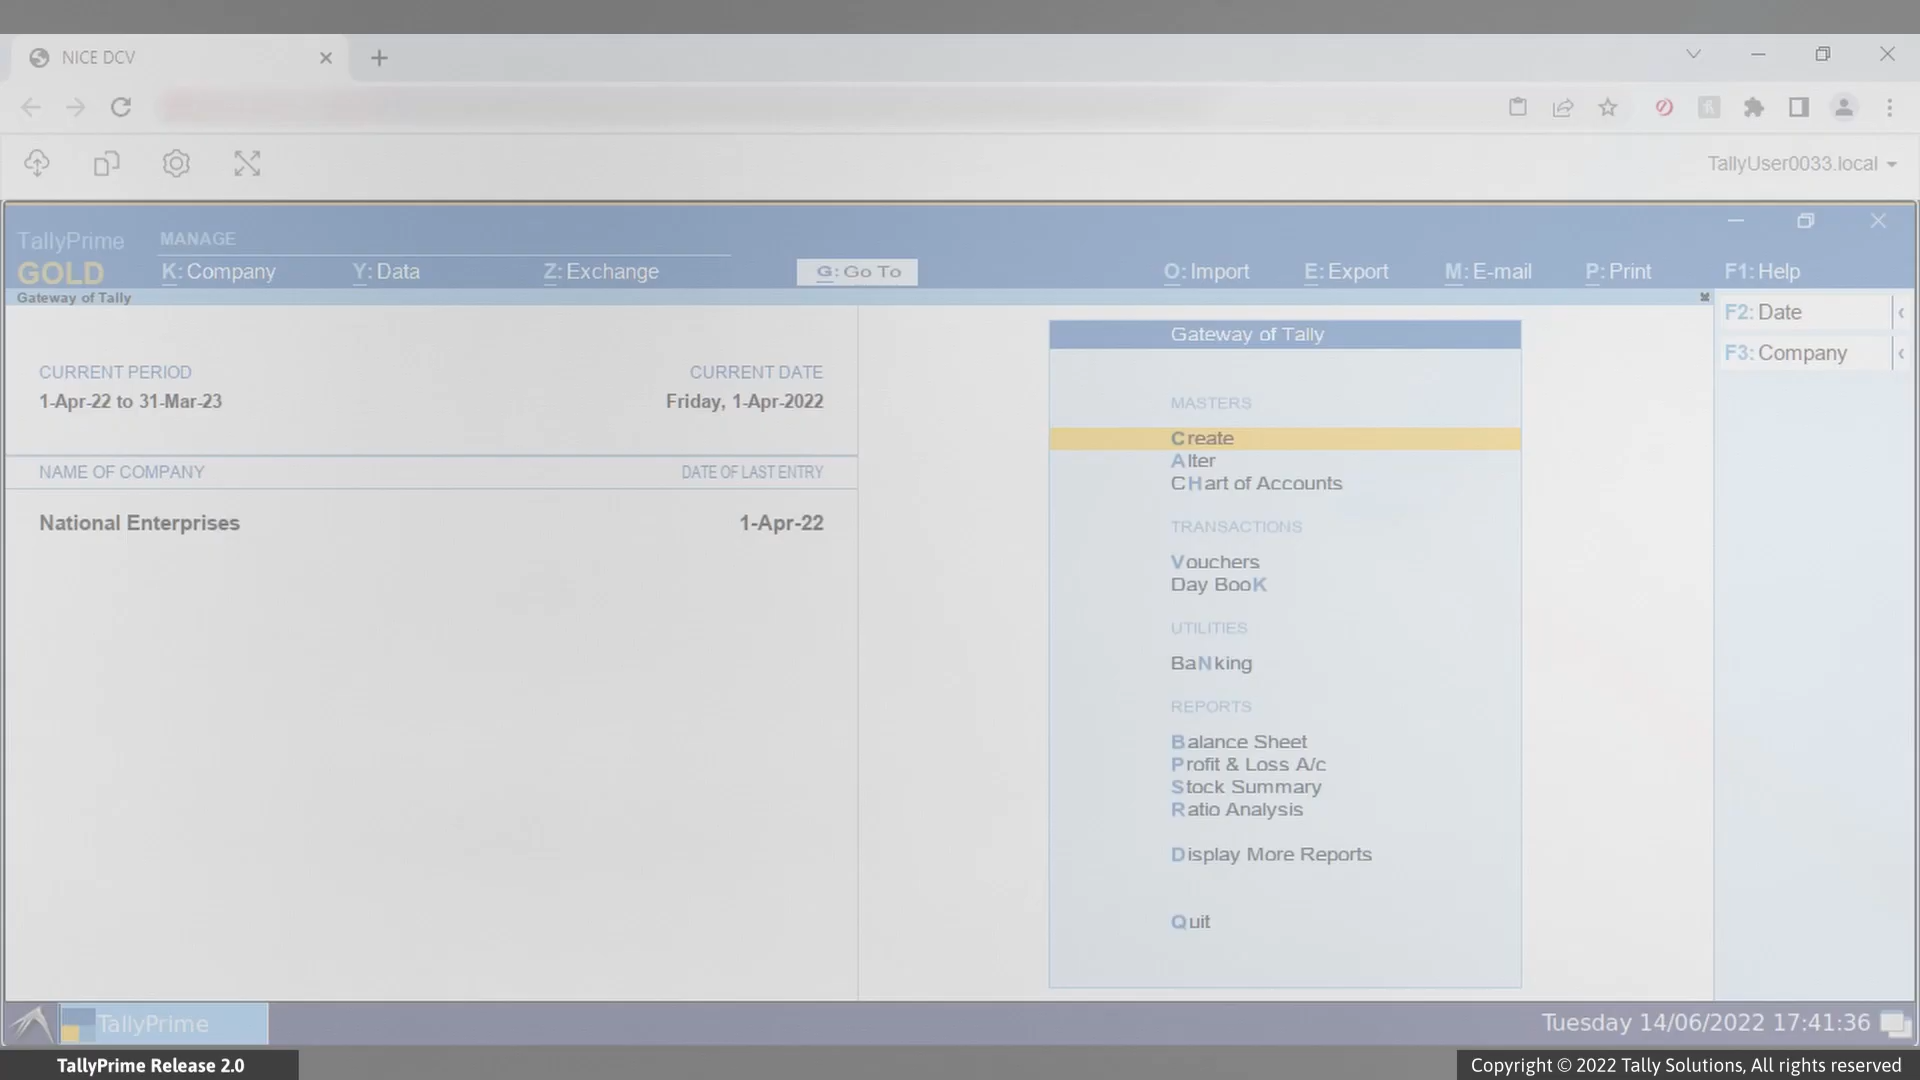 NICE DCV
TallyUser0033.local
TallyPrime
GOLD
MANAGE
K: Company
Y: Data
Z: Exchange
G: Go To
O: Import
E: Export
M: E-mail
P: Print
F1: Help
Gateway of Tally
F2: Date
F3: Company
CURRENT PERIOD
CURRENT DATE
1-Apr-22 to 31-Mar-23
Friday, 1-Apr-2022
NAME OF COMPANY
DATE OF LAST ENTRY
National Enterprises
1-Apr-22
Gateway of Tally
MASTERS
Create
Alter
CHart of Accounts
TRANSACTIONS
Vouchers
Day BooK
UTILITIES
BaNking
REPORTS
Balance Sheet
Profit & Loss A/c
Stock Summary
Ratio Analysis
Display More Reports
Quit
TallyPrime
Tuesday 14/06/2022 17:41:36
TallyPrime Release 2.0
Copyright © 2022 Tally Solutions, All rights reserved